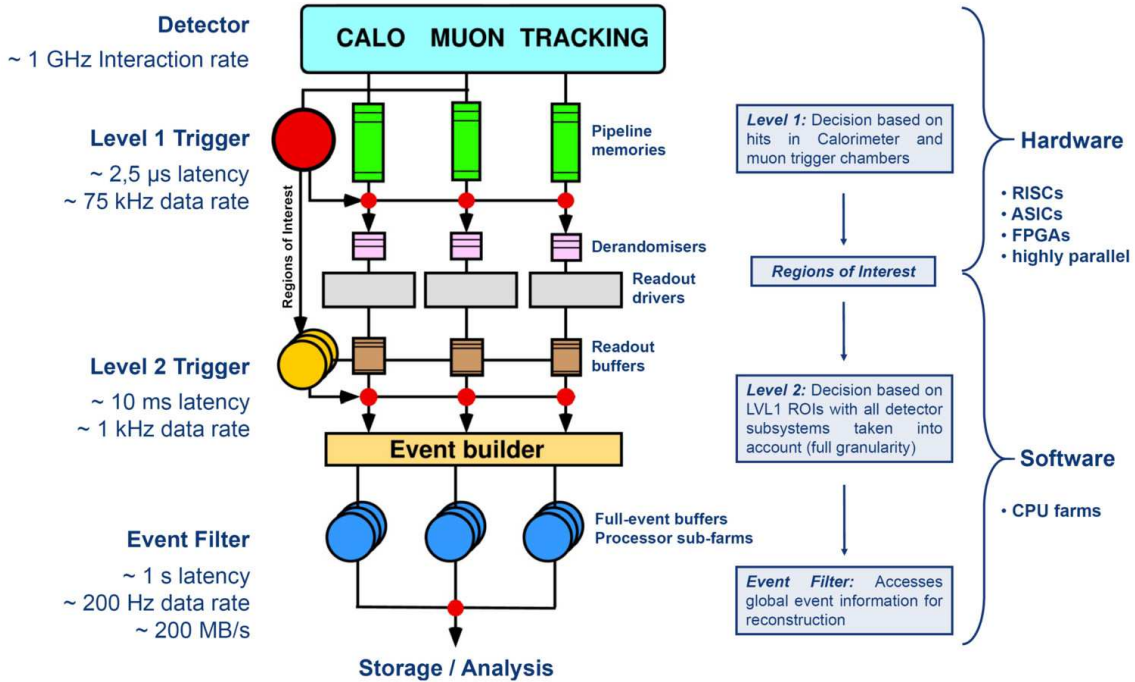 Detector
~ 1 GHz Interaction rate
CALO MUON TRACKING
Level 1 Trigger
~ 2,5 µs latency
~ 75 kHz data rate
Pipeline
memories
Regions of Interest
Derandomisers
Readout
drivers
Level 2 Trigger
~ 10 ms latency
~ 1 kHz data rate
Readout
buffers
Event builder
Event Filter
~ 1 s latency
~ 200 Hz data rate
~ 200 MB/s
Full-event buffers
Processor sub-farms
Storage / Analysis
Level 1: Decision based on
hits in Calorimeter and
muon trigger chambers
Regions of Interest
Level 2: Decision based on
LVL1 ROIs with all detector
subsystems taken into
account (full granularity)
Event Filter: Accesses
global event information for
reconstruction
Hardware
• RISCs
• ASICs
• FPGAs
• highly parallel
Software
• CPU farms